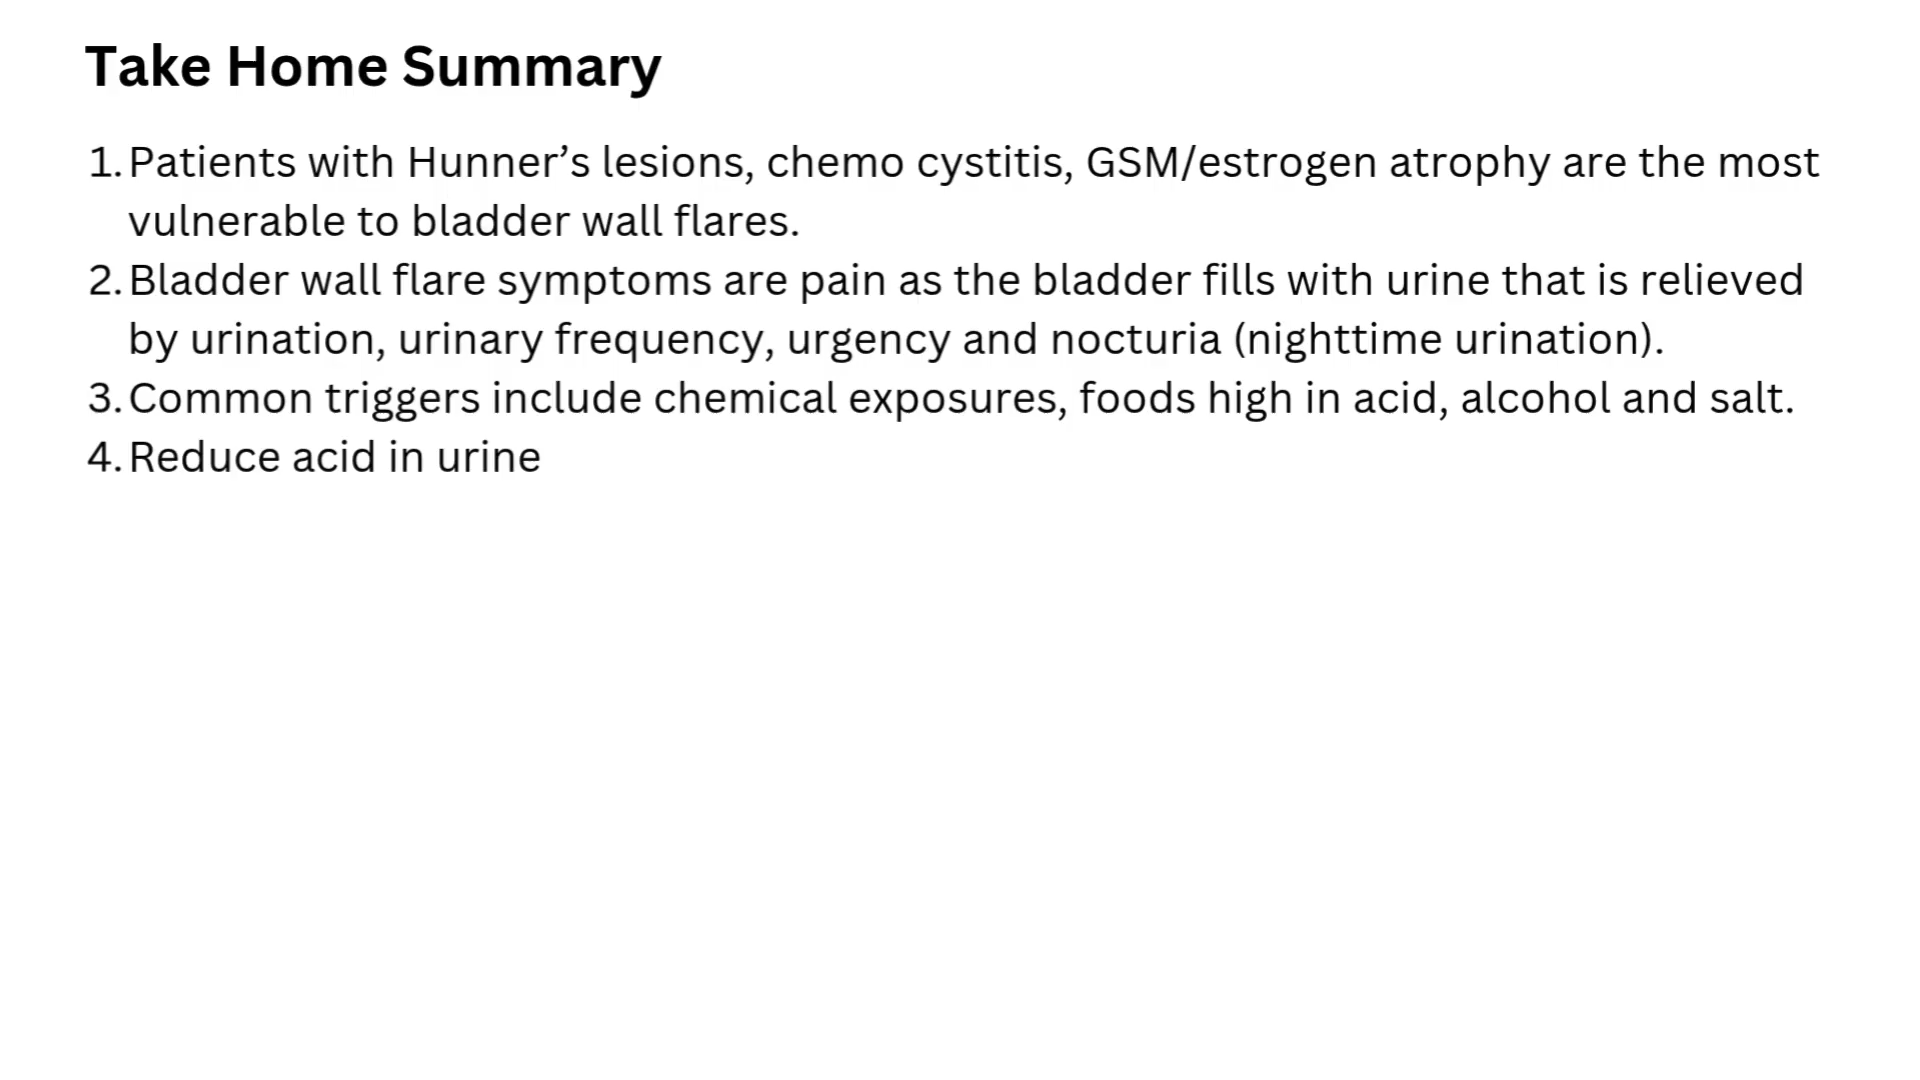 Take Home Summary
1. Patients with Hunner’s lesions, chemo cystitis, GSM/estrogen atrophy are the most
vulnerable to bladder wall flares.
2. Bladder wall flare symptoms are pain as the bladder fills with urine that is relieved
by urination, urinary frequency, urgency and nocturia (nighttime urination).
3. Common triggers include chemical exposures, foods high in acid, alcohol and salt.
4. Reduce acid in urine